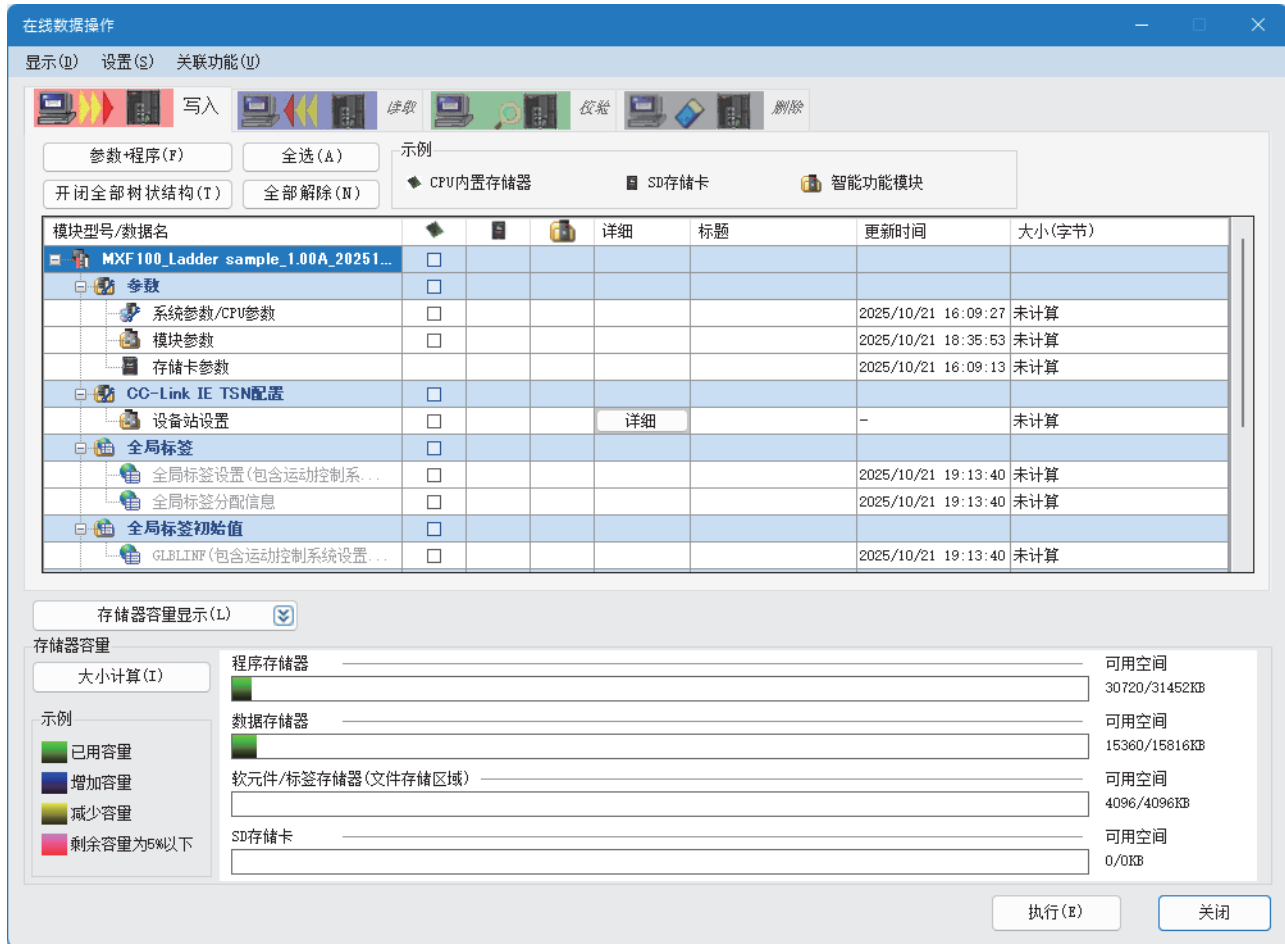 在线数据操作
显示(D) 设置(S) 关联功能(U)
写入 读取 校验 删除
参数+程序(F) 全选(A)
开闭全部树状结构(T) 全部解除(N)
示例
CPU内置存储器 SD存储卡 智能功能模块
模块型号/数据名 详细 标题 更新时间 大小(字节)
MXF100_Ladder sample_1.00A_20251...
参数
系统参数/CPU参数 2025/10/21 16:09:27 未计算
模块参数 2025/10/21 18:35:53 未计算
存储卡参数 2025/10/21 16:09:13 未计算
CC-Link IE TSN配置
设备站设置 详细 - 未计算
全局标签
全局标签设置(包含运动控制系... 2025/10/21 19:13:40 未计算
全局标签分配信息 2025/10/21 19:13:40 未计算
全局标签初始值
GLBLINF(包含运动控制系统设置... 2025/10/21 19:13:40 未计算
存储器容量显示(L)
存储器容量
大小计算(I)
示例
已用容量
增加容量
减少容量
剩余容量为5%以下
程序存储器 可用空间
30720/31452KB
数据存储器 可用空间
15360/15816KB
软元件/标签存储器(文件存储区域) 可用空间
4096/4096KB
SD存储卡 可用空间
0/0KB
执行(E) 关闭